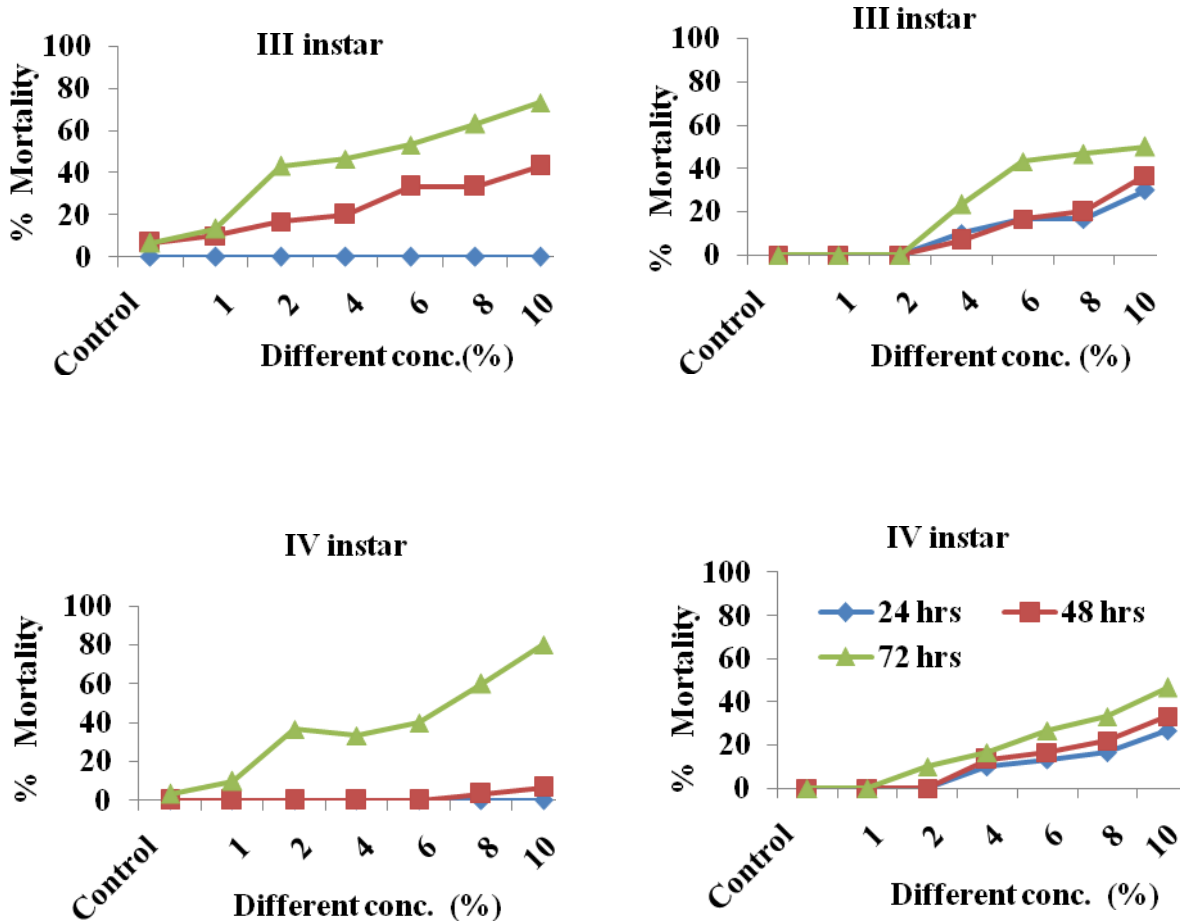 III instar
100
80
60
40
20
0
% Mortality
Control
1
2
4
6
8
10
Different conc.(%)
III instar
100
80
60
40
20
0
% Mortality
Control
1
2
4
6
8
10
Different conc. (%)
IV instar
100
80
60
40
20
0
% Mortality
Control
1
2
4
6
8
10
Different conc. (%)
IV instar
100
80
60
40
20
0
% Mortality
24 hrs 48 hrs
72 hrs
Control
1
2
4
6
8
10
Different conc. (%)